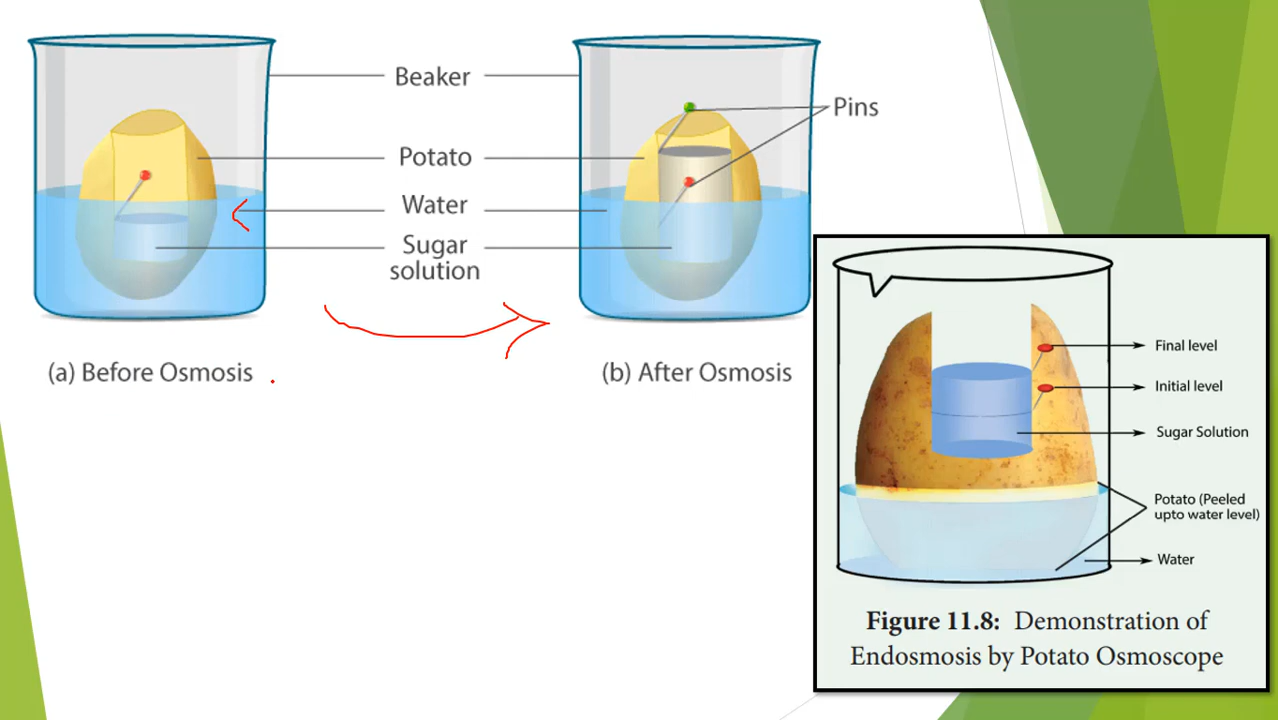 Beaker
Pins
Potato
Water
Sugar
solution
(a) Before Osmosis
(b) After Osmosis
Final level
Initial level
Sugar Solution
Potato (Peeled
upto water level)
Water
Figure 11.8: Demonstration of
Endosmosis by Potato Osmoscope